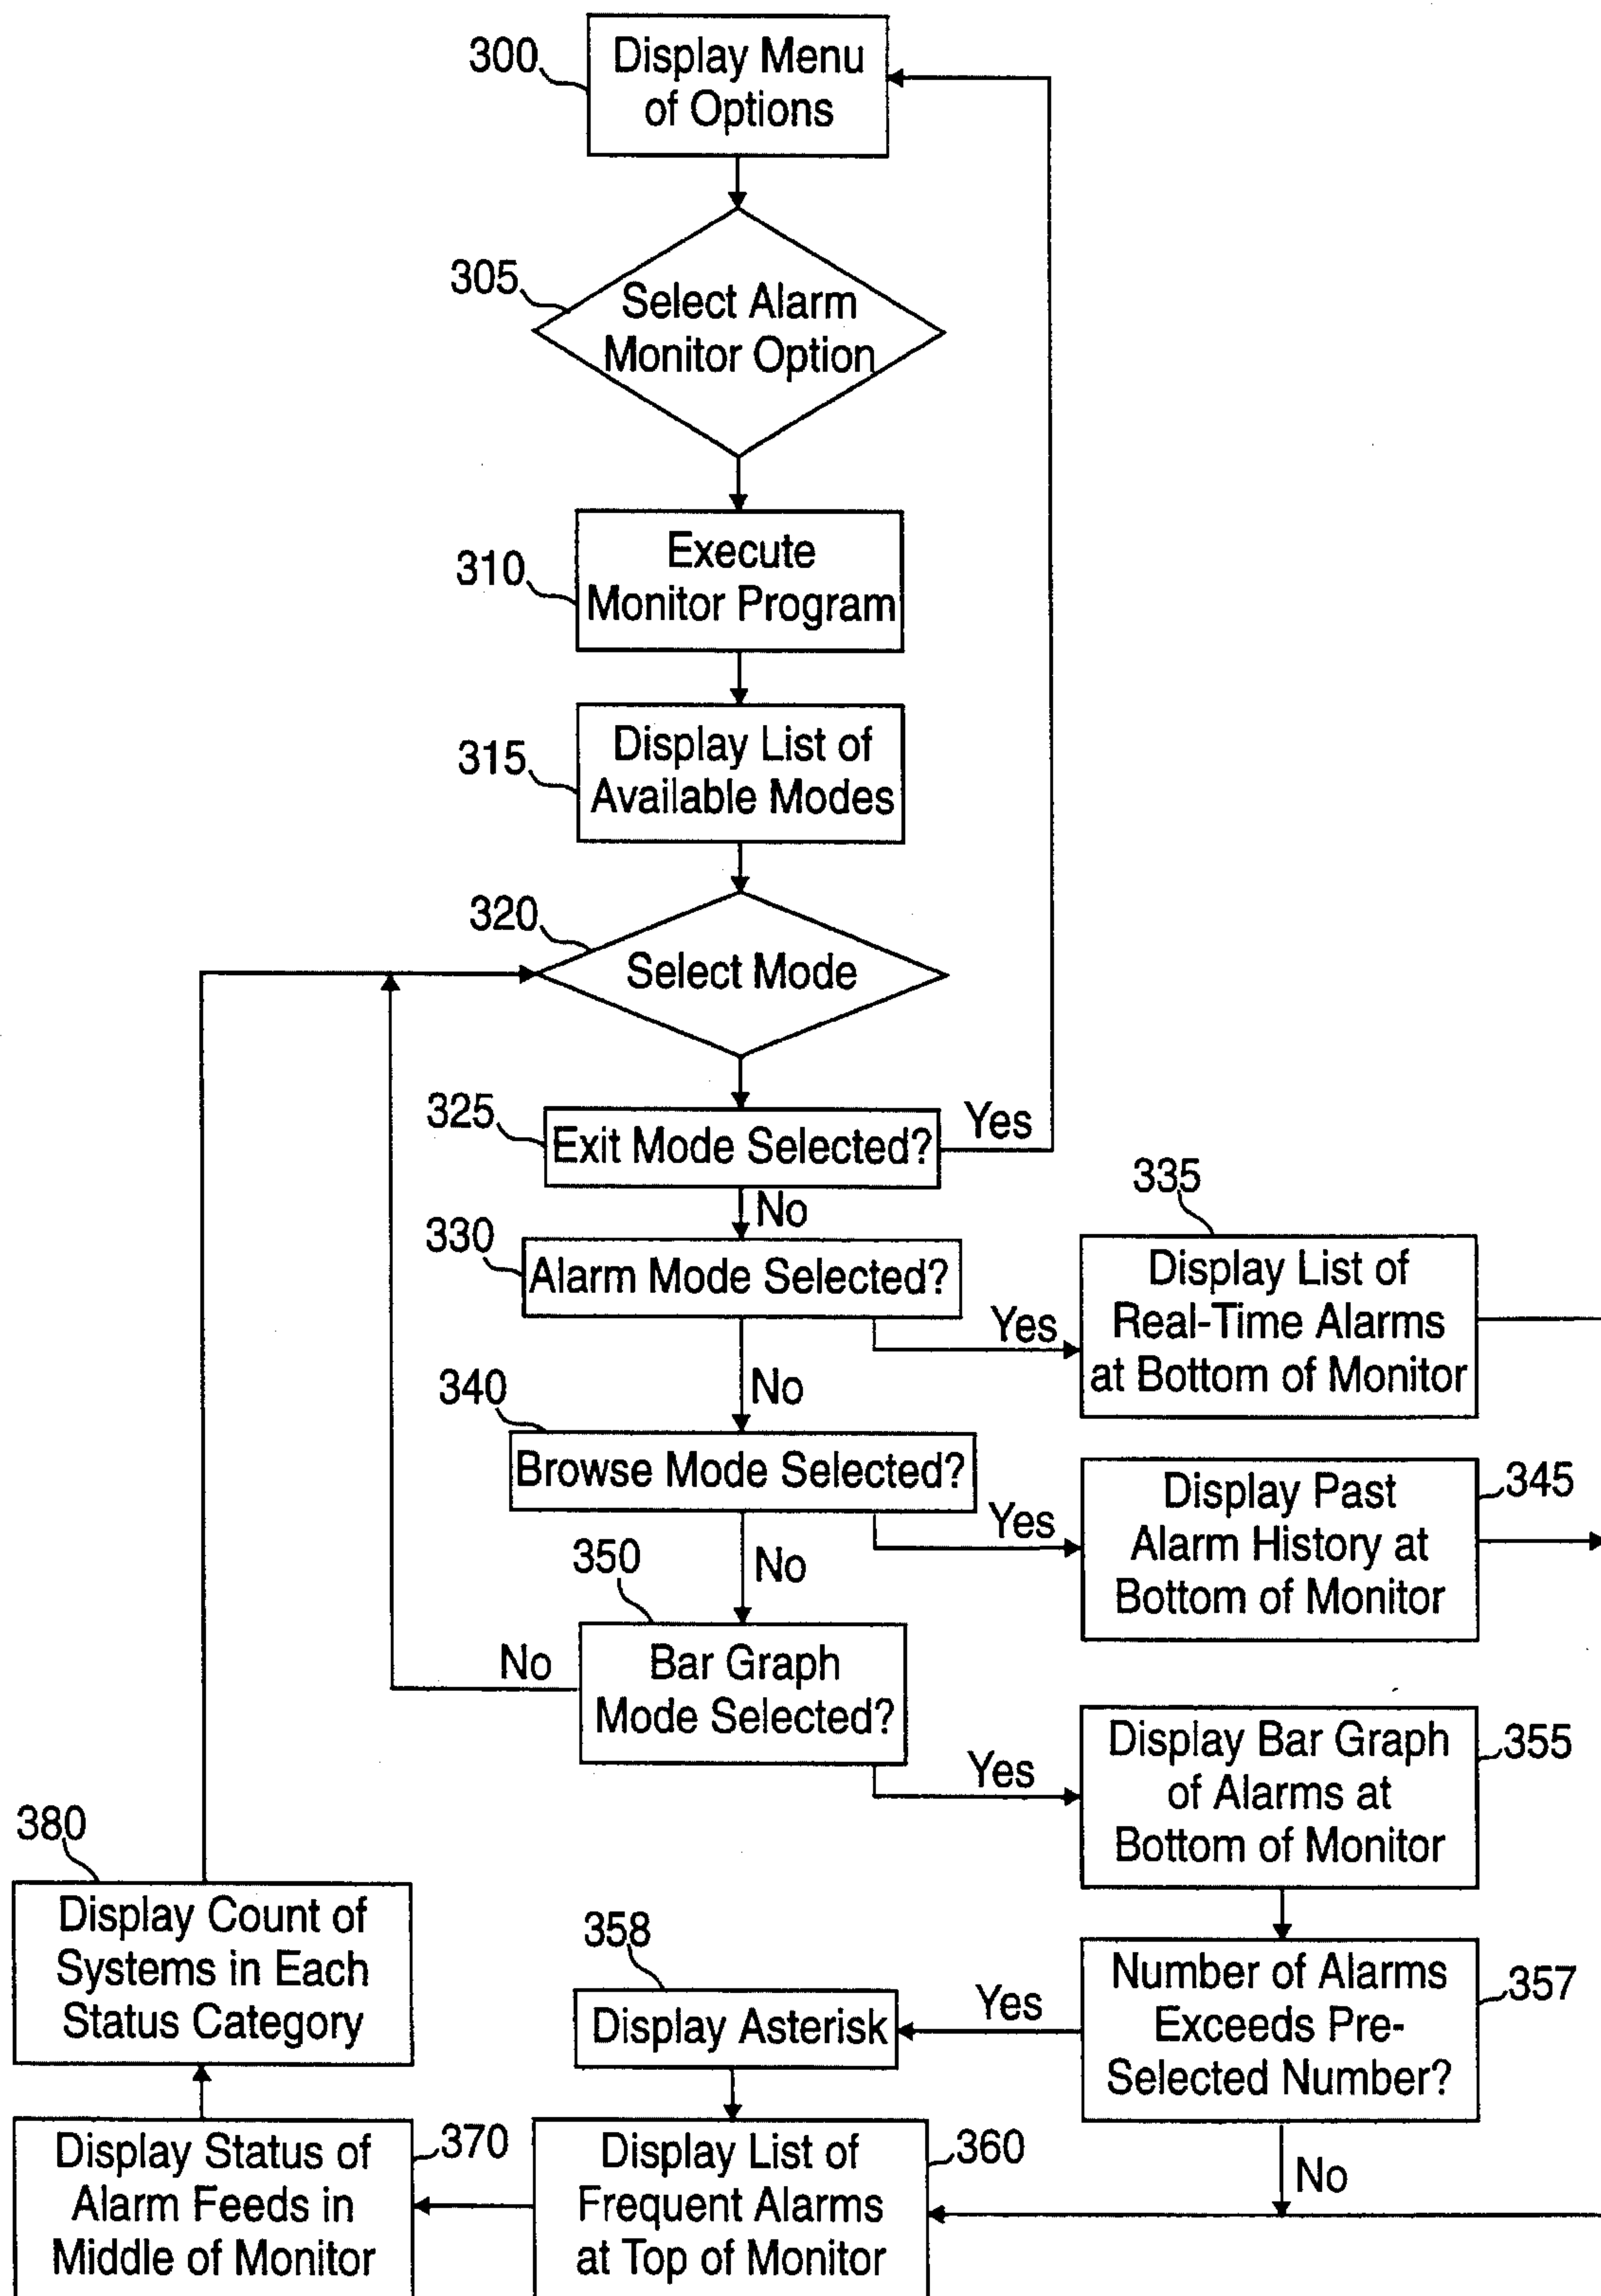 300
Display Menu
of Options
305
Select Alarm
Monitor Option
310
Execute
Monitor Program
315
Display List of
Available Modes
320
Select Mode
325
Exit Mode Selected?
Yes
No
330
Alarm Mode Selected?
Yes
335
Display List of
Real-Time Alarms
at Bottom of Monitor
No
340
Browse Mode Selected?
Yes
345
Display Past
Alarm History at
Bottom of Monitor
No
350
Bar Graph
Mode Selected?
No
Yes
355
Display Bar Graph
of Alarms at
Bottom of Monitor
357
Number of Alarms
Exceeds Pre-
Selected Number?
Yes
No
358
Display Asterisk
360
Display List of
Frequent Alarms
at Top of Monitor
370
Display Status of
Alarm Feeds in
Middle of Monitor
380
Display Count of
Systems in Each
Status Category